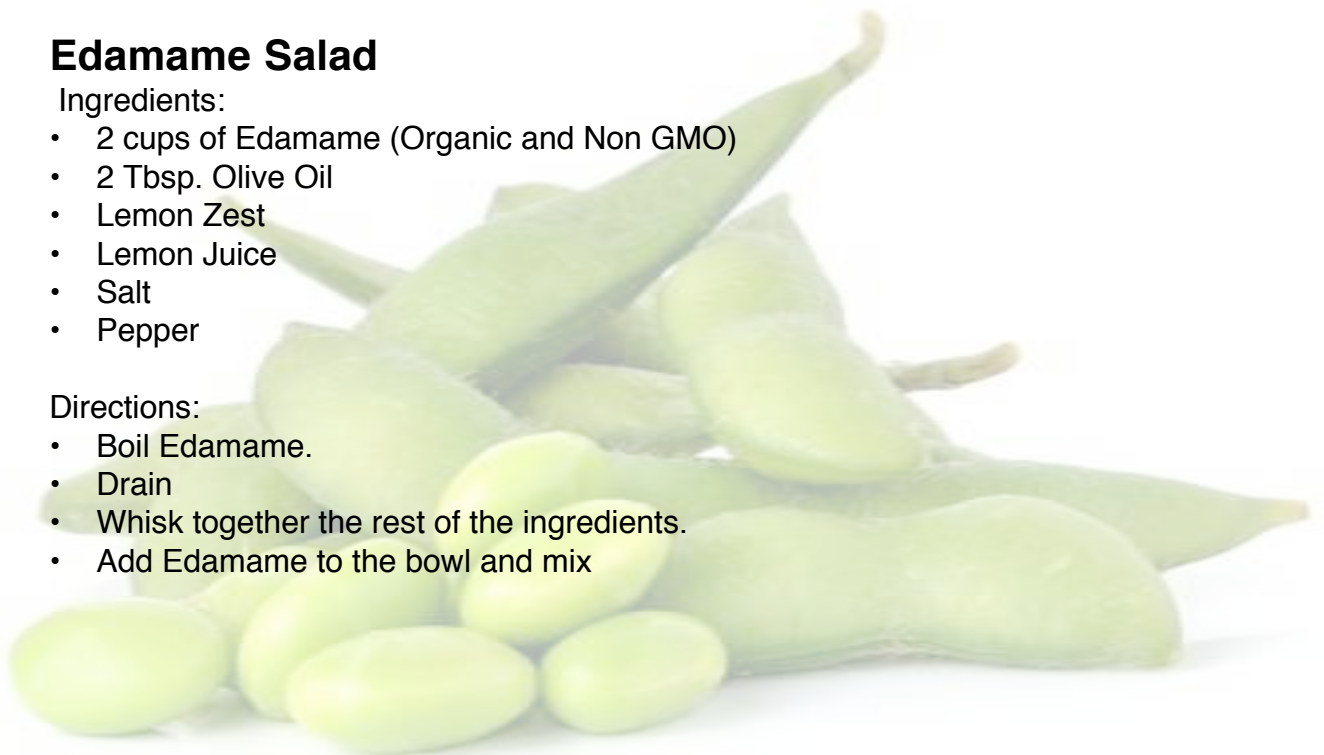 Edamame Salad
Ingredients:
• 2 cups of Edamame (Organic and Non GMO)
• 2 Tbsp. Olive Oil
• Lemon Zest
• Lemon Juice
• Salt
• Pepper
Directions:
• Boil Edamame.
• Drain
• Whisk together the rest of the ingredients.
• Add Edamame to the bowl and mix